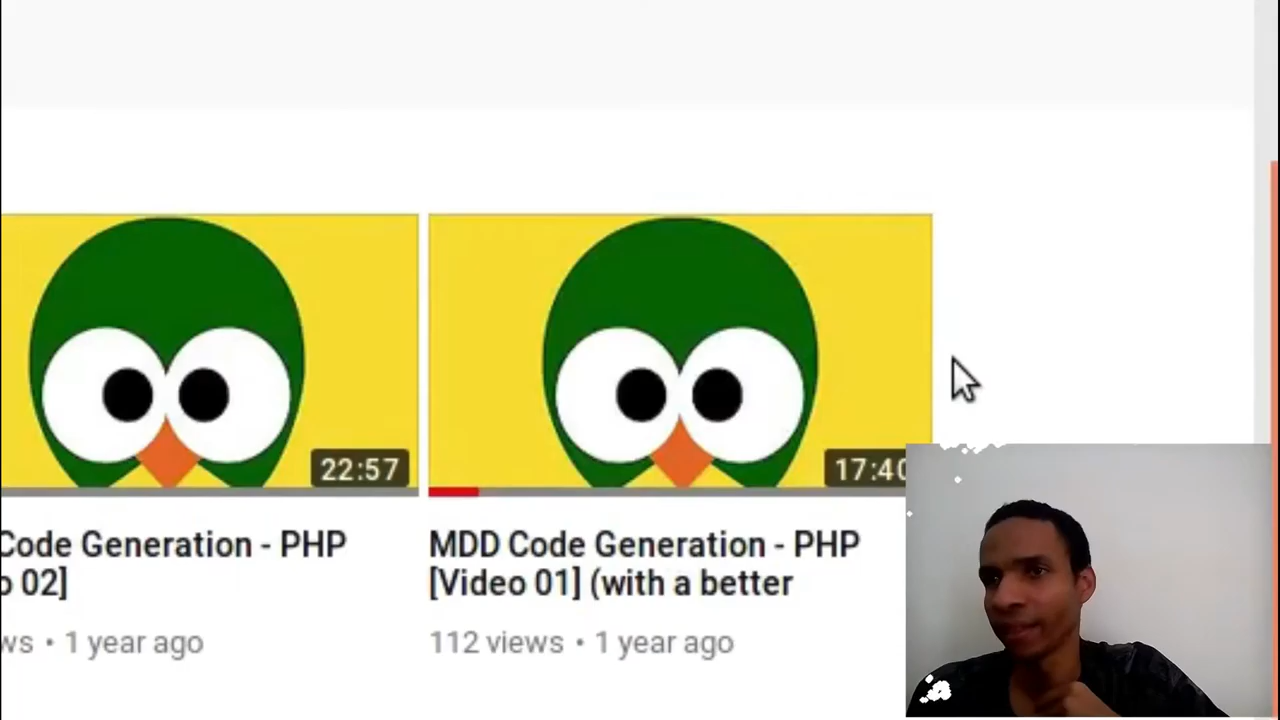 22:57
17:40
Code Generation - PHP
o 02]
ws • 1 year ago
MDD Code Generation - PHP
[Video 01] (with a better
112 views • 1 year ago